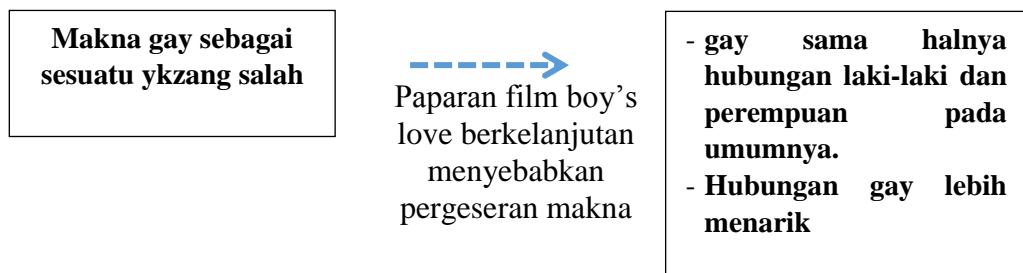 Makna gay sebagai
sesuatu ykzang salah
Paparan film boy's
love berkelanjutan
menyebabkan
pergeseran makna
- gay sama halnya
hubungan laki-laki dan
perempuan pada
umumnya.
- Hubungan gay lebih
menarik